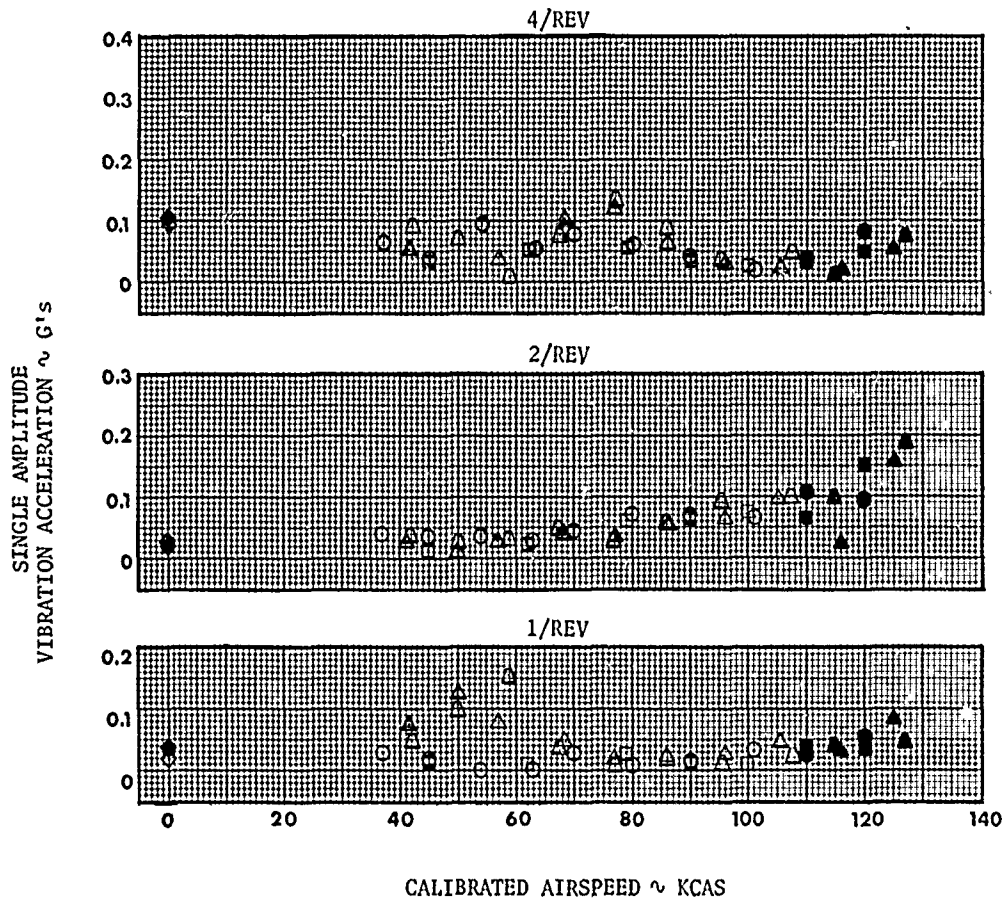 4/REV
0.4
0.3
0.2
0.1
0
2/REV
0.3
0.2
0.1
0
1/REV
0.2
0.1
0
SINGLE AMPLITUDE
VIBRATION ACCELERATION ~ G's
0 40 60 80 100 120 140
CALIBRATED AIRSPEED ~ KCAS